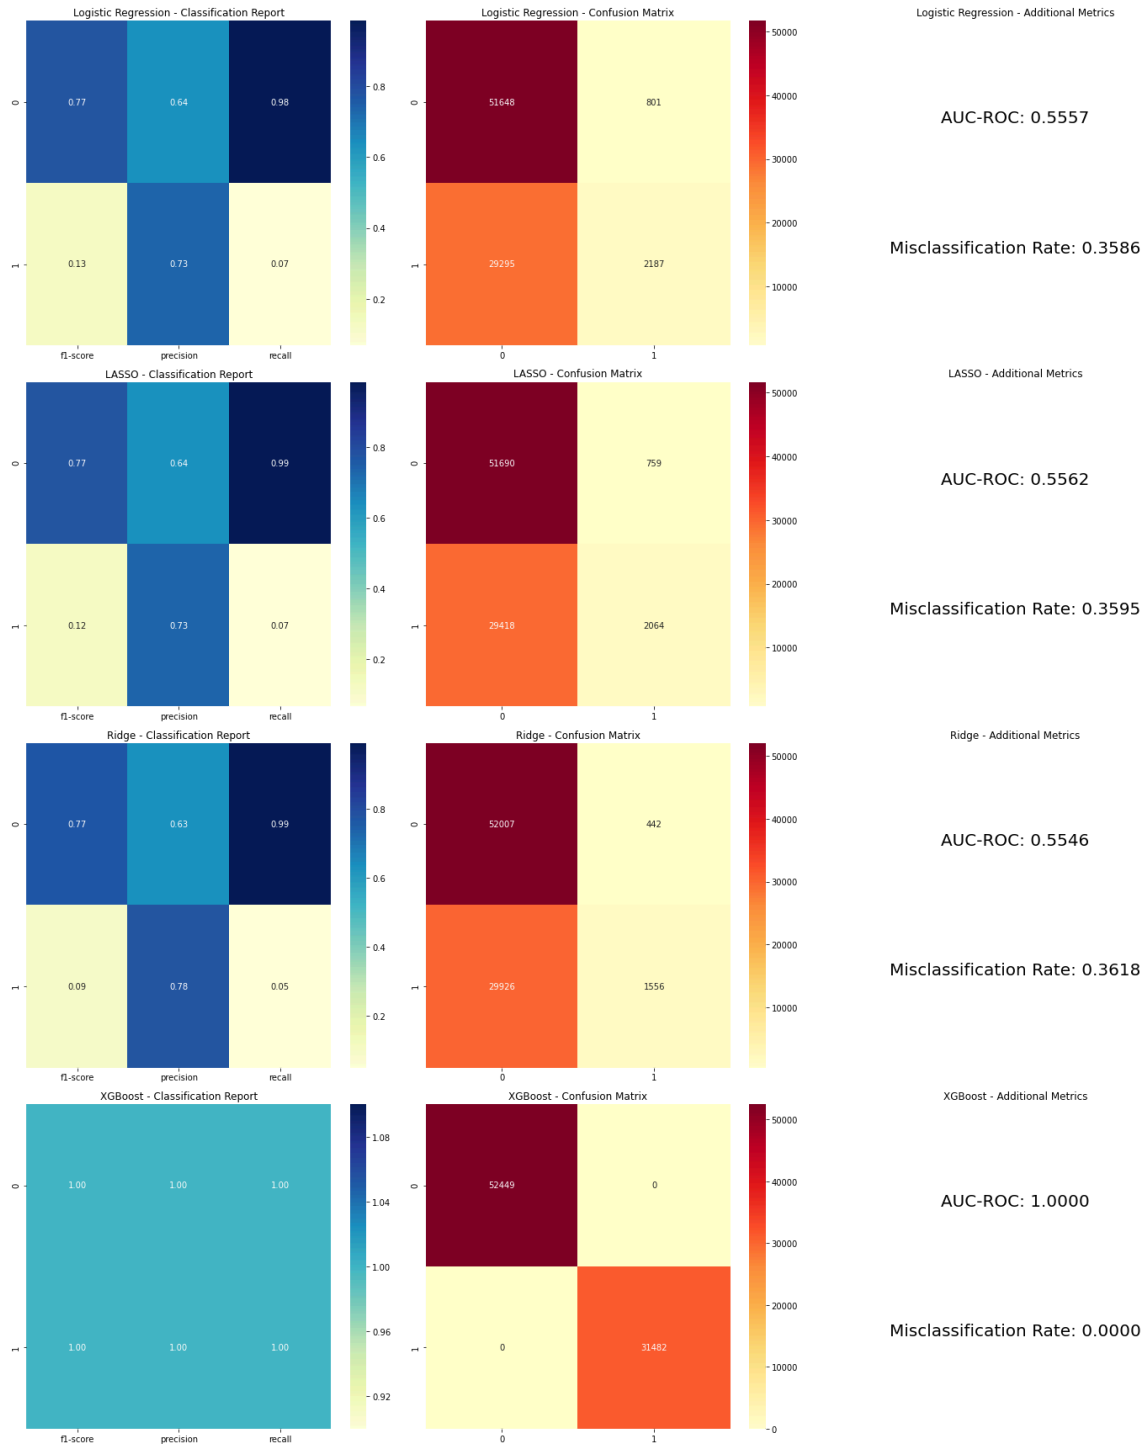 Logistic Regression - Classification Report
0
0.77 0.64 0.98
1
0.13 0.73 0.07
f1-score precision recall
0.8
0.6
0.4
0.2
Logistic Regression - Confusion Matrix
0
51648 801
1
29295 2187
0 1
50000
40000
30000
20000
10000
Logistic Regression - Additional Metrics
AUC-ROC: 0.5557
Misclassification Rate: 0.3586
LASSO - Classification Report
0
0.77 0.64 0.99
1
0.12 0.73 0.07
f1-score precision recall
0.8
0.6
0.4
0.2
LASSO - Confusion Matrix
0
51690 759
1
29418 2064
0 1
50000
40000
30000
20000
10000
LASSO - Additional Metrics
AUC-ROC: 0.5562
Misclassification Rate: 0.3595
Ridge - Classification Report
0
0.77 0.63 0.99
1
0.09 0.78 0.05
f1-score precision recall
0.8
0.6
0.4
0.2
Ridge - Confusion Matrix
0
52007 442
1
29926 1556
0 1
50000
40000
30000
20000
10000
Ridge - Additional Metrics
AUC-ROC: 0.5546
Misclassification Rate: 0.3618
XGBoost - Classification Report
0
1.00 1.00 1.00
1
1.00 1.00 1.00
f1-score precision recall
1.08
1.04
1.00
0.96
0.92
XGBoost - Confusion Matrix
0
52449 0
1
0 31482
0 1
50000
40000
30000
20000
10000
0
XGBoost - Additional Metrics
AUC-ROC: 1.0000
Misclassification Rate: 0.0000